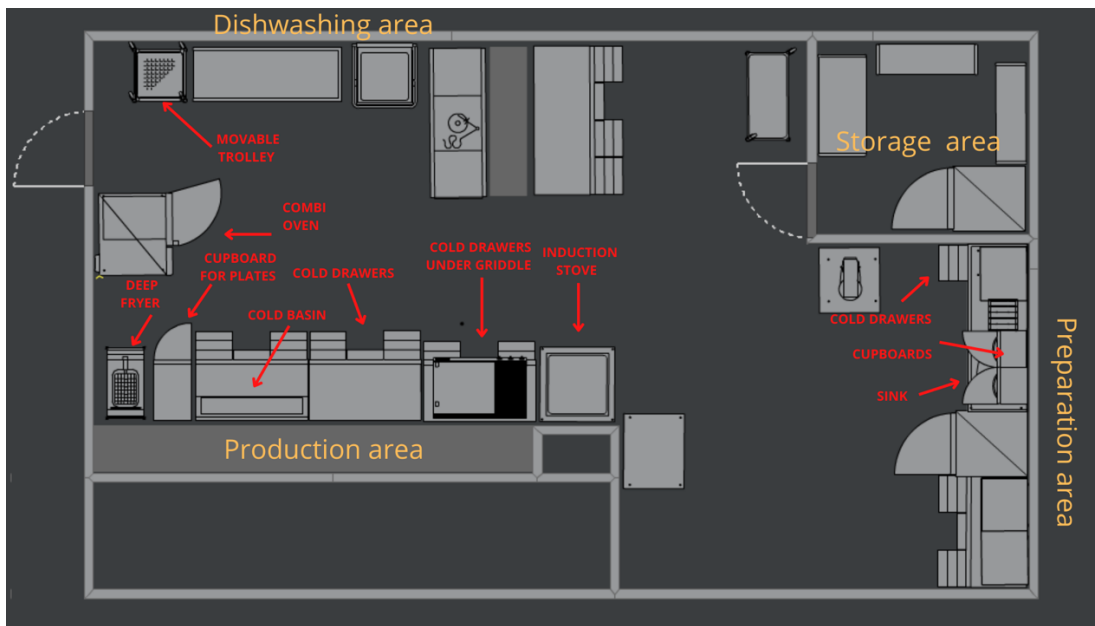 Dishwashing area
MOVABLE
TROLLEY
Storage area
COMBI
OVEN
CUPBOARD
FOR PLATES
COLD DRAWERS
COLD DRAWERS
UNDER GRIDDLE
INDUCTION
STOVE
DEEP
FRYER
COLD BASIN
COLD DRAWERS
CUPBOARDS
SINK
Production area
Preparation area